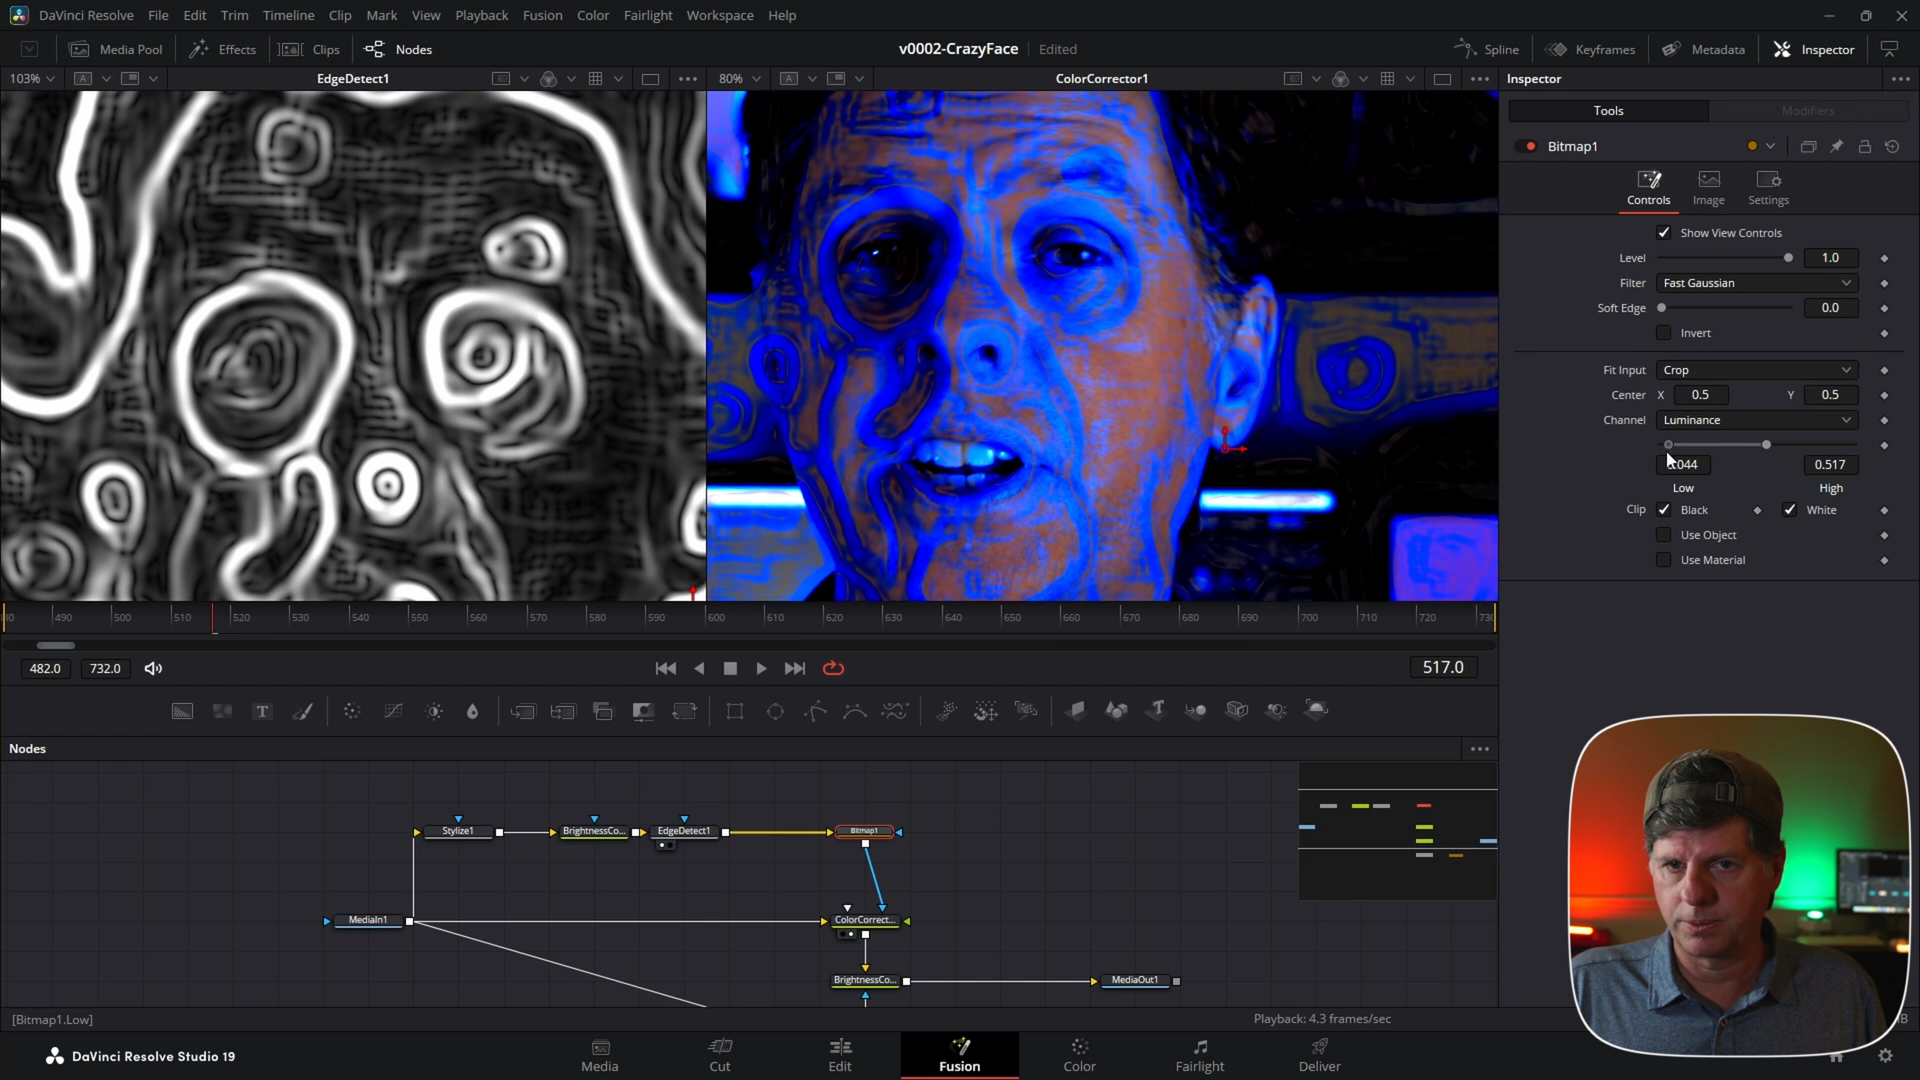 DaVinci Resolve File Edit Trim Timeline Clip Mark View Playback Fusion Color Fairlight Workspace Help
Media Pool Effects Clips Nodes v0002-CrazyFace Edited Spline Keyframes Metadata Inspector
103% A EdgeDetect1 80% A ColorCorrector1 Inspector
Tools Modifiers
Bitmap1
Controls Image Settings
Show View Controls
Level 1.0
Filter Fast Gaussian
Soft Edge 0.0
Invert
Fit Input Crop
Center X 0.5 Y 0.5
Channel Luminance
0.517
Low High
Clip Black White
Use Object
Use Material
490 500 510 520 530 540 550 560 570 580 590 600 610 620 630 640 650 660 670 680 690 700 710 720
482.0 732.0 517.0
T
Nodes
Stylize1 BrightnessCo... EdgeDetect1 Bitmap1
MediaIn1 ColorCorrect...
BrightnessCo... MediaOut1
[Bitmap1.Low] Playback: 4.3 frames/sec
DaVinci Resolve Studio 19 Media Cut Edit Fusion Color Fairlight Deliver